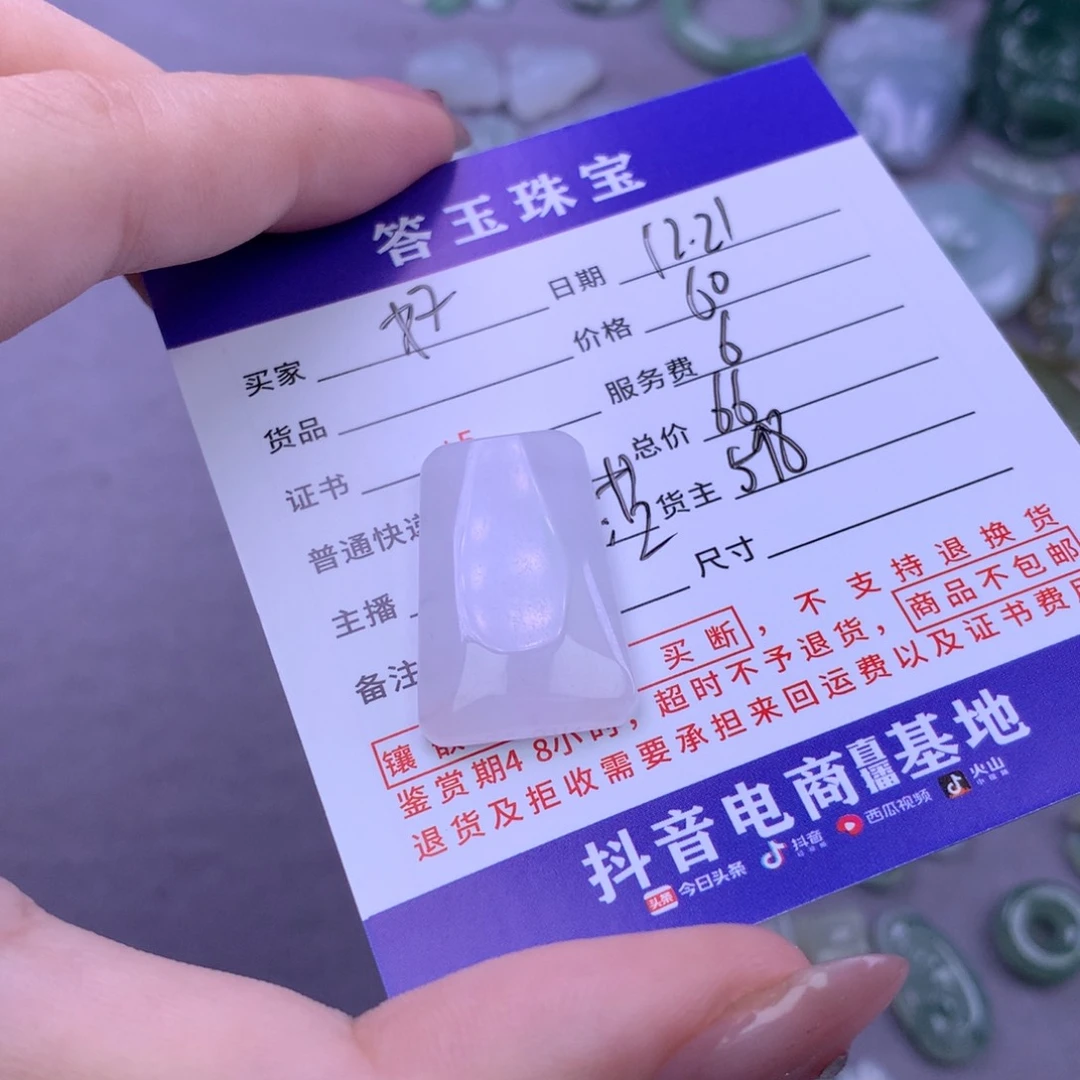 答玉珠宝
买家 日期 12.21
货品 价格 60
证书 服务费 6
普通快递 总价 66
主播 货主 598
备注 尺寸
镶 买断，不支持退换货
鉴赏期48小时，超时不予退货，商品不包邮
退货及拒收需要承担来回运费以及证书费用
抖音电商直播基地
头条 今日头条 抖音 西瓜视频 火山